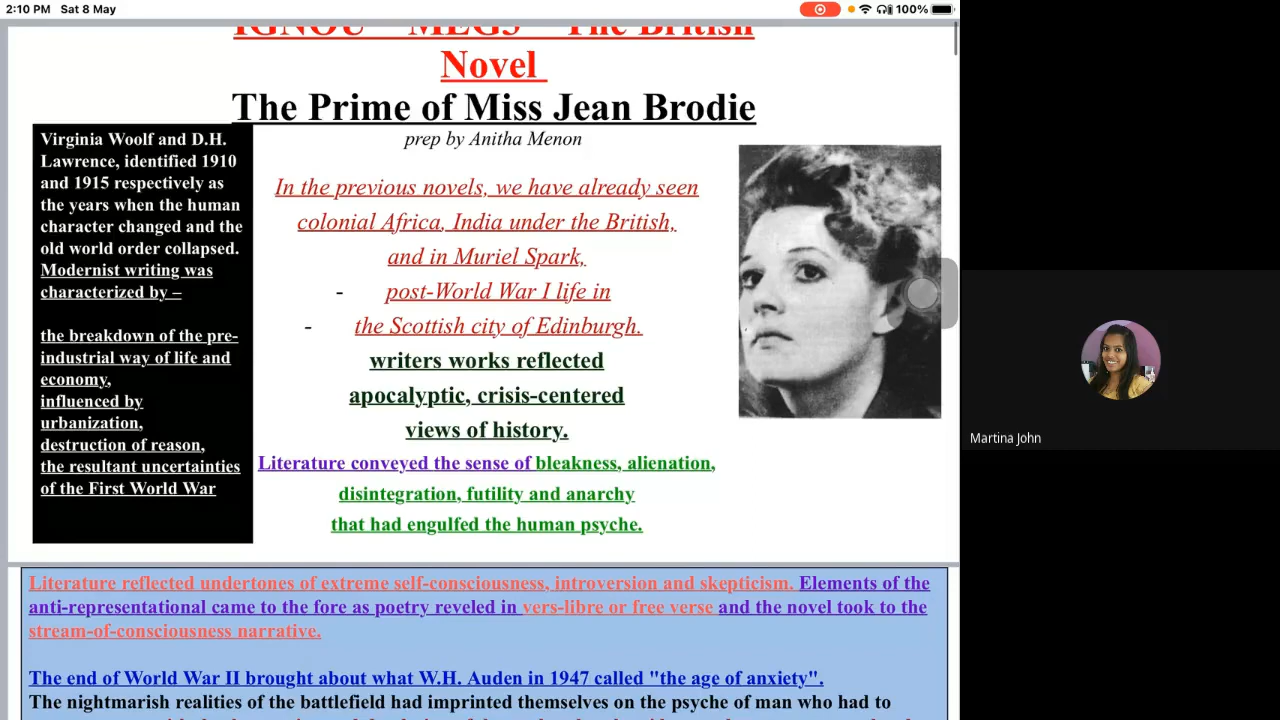 2:10 PM Sat 8 May
100%
IGNOU MEG3 The British
Novel
The Prime of Miss Jean Brodie
prep by Anitha Menon
Virginia Woolf and D.H.
Lawrence, identified 1910
and 1915 respectively as
the years when the human
character changed and the
old world order collapsed.
Modernist writing was
characterized by –
the breakdown of the pre-
industrial way of life and
economy,
influenced by
urbanization,
destruction of reason,
the resultant uncertainties
of the First World War
In the previous novels, we have already seen
colonial Africa, India under the British,
and in Muriel Spark,
- post-World War I life in
- the Scottish city of Edinburgh.
writers works reflected
apocalyptic, crisis-centered
views of history.
Literature conveyed the sense of bleakness, alienation,
disintegration, futility and anarchy
that had engulfed the human psyche.
Martina John
Literature reflected undertones of extreme self-consciousness, introversion and skepticism. Elements of the
anti-representational came to the fore as poetry reveled in vers-libre or free verse and the novel took to the
stream-of-consciousness narrative.
The end of World War II brought about what W.H. Auden in 1947 called "the age of anxiety".
The nightmarish realities of the battlefield had imprinted themselves on the psyche of man who had to